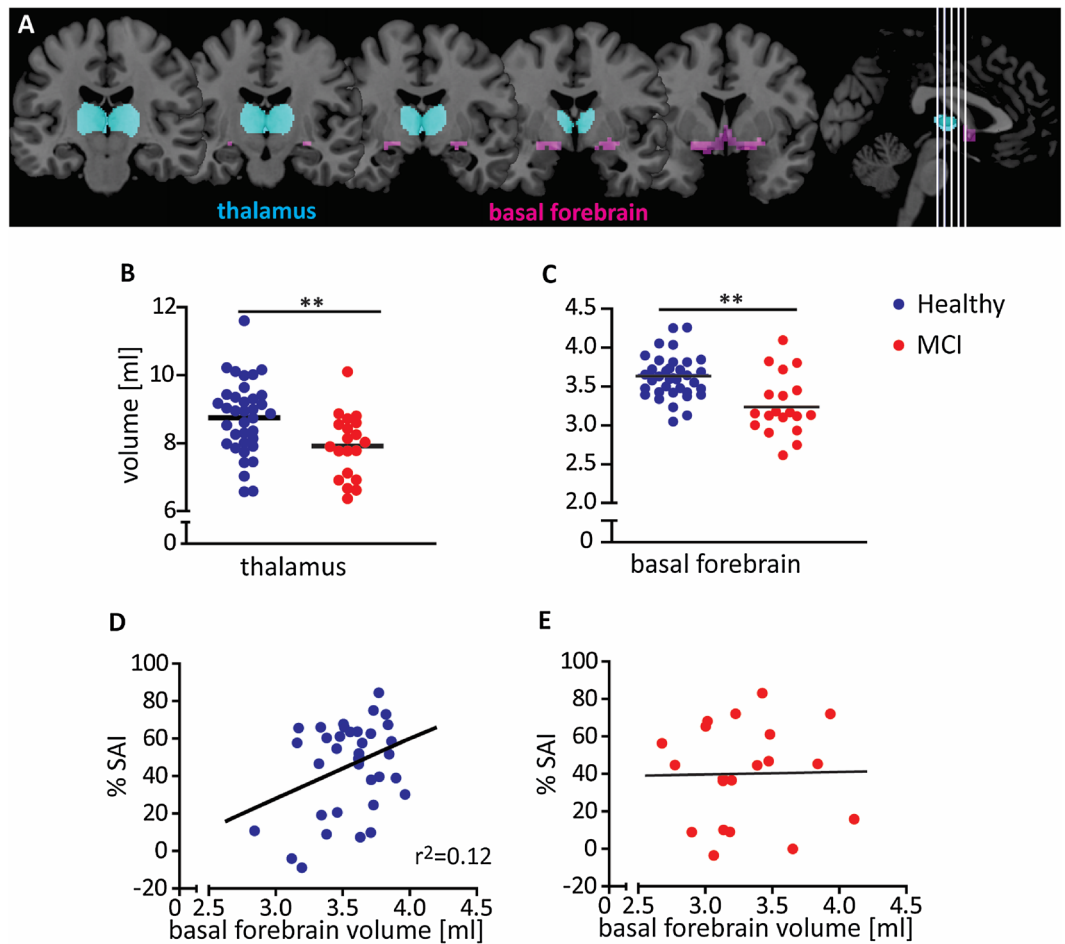 A
thalamus
basal forebrain
B
**
12
10
8
6
0
volume [ml]
thalamus
C
**
4.5
4.0
3.5
3.0
2.5
2.0
0
basal forebrain
Healthy
MCI
D
100
80
60
40
20
0
-20
% SAI
r²=0.12
0 2.5 3.0 3.5 4.0 4.5
basal forebrain volume [ml]
E
100
80
60
40
20
0
-20
% SAI
0 2.5 3.0 3.5 4.0 4.5
basal forebrain volume [ml]